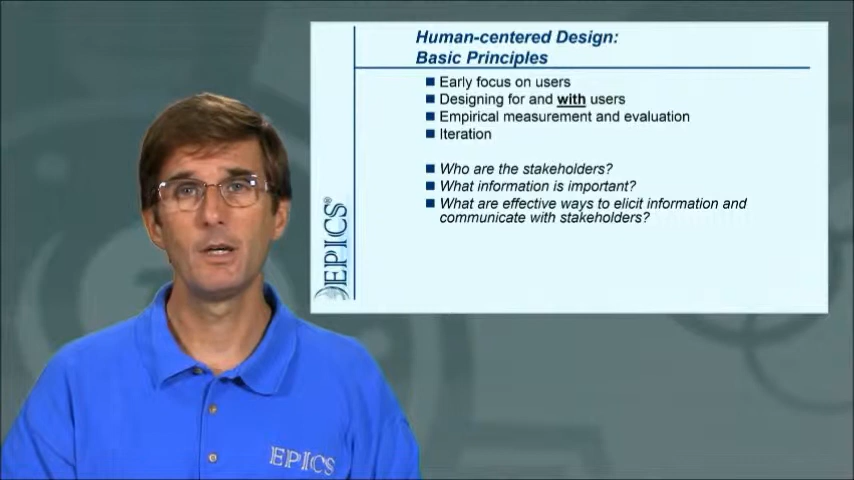 Human-centered Design:
Basic Principles
Early focus on users
Designing for and with users
Empirical measurement and evaluation
Iteration
Who are the stakeholders?
What information is important?
What are effective ways to elicit information and
communicate with stakeholders?
EPICS®
EPICS